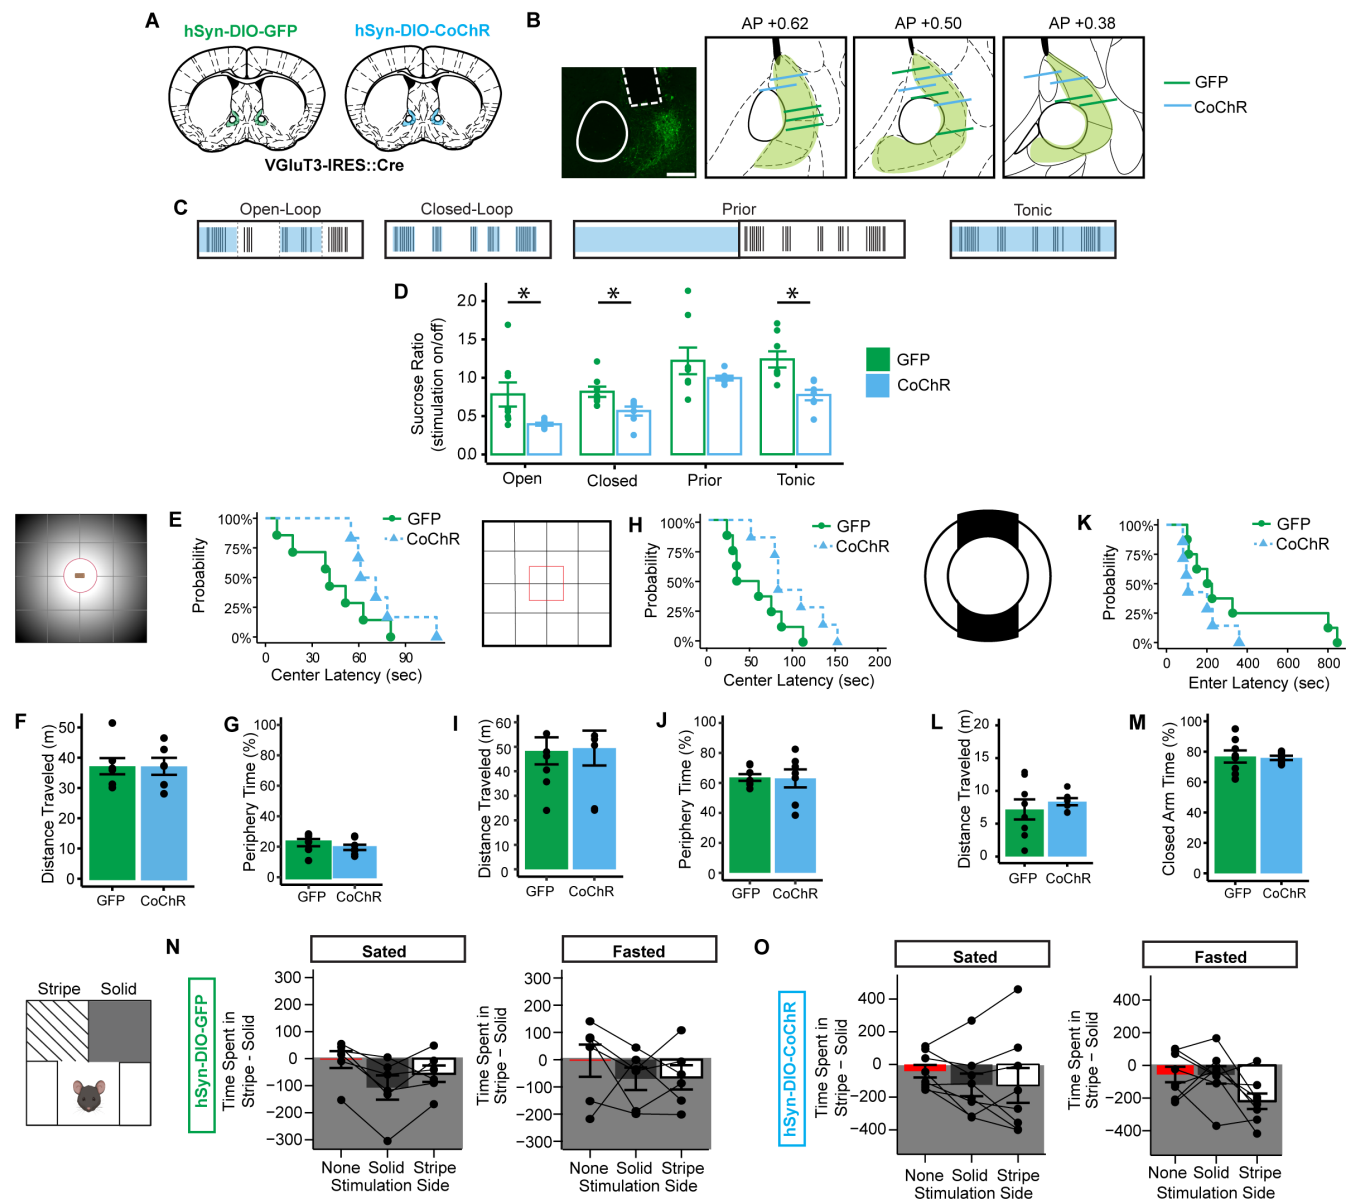 A
hSyn-DIO-GFP
hSyn-DIO-CoChR
VGluT3-IRES::Cre
B
AP +0.62
AP +0.50
AP +0.38
GFP
CoChR
C
Open-Loop
Closed-Loop
Prior
Tonic
D
Sucrose Ratio
(stimulation on/off)
2.0
1.5
1.0
0.5
0.0
*
*
*
Open
Closed
Prior
Tonic
GFP
CoChR
E
Probability
100%
75%
50%
25%
0%
0
30
60
90
Center Latency (sec)
GFP
CoChR
H
Probability
100%
75%
50%
25%
0%
0
50
100
150
200
Center Latency (sec)
GFP
CoChR
K
Probability
100%
75%
50%
25%
0%
0
200
400
600
800
Enter Latency (sec)
GFP
CoChR
F
Distance Traveled (m)
50
40
30
20
10
0
GFP
CoChR
G
Periphery Time (%)
100
80
60
40
20
0
GFP
CoChR
I
Distance Traveled (m)
60
50
40
30
20
10
0
GFP
CoChR
J
Periphery Time (%)
100
80
60
40
20
0
GFP
CoChR
L
Distance Traveled (m)
20
15
10
5
0
GFP
CoChR
M
Closed Arm Time (%)
100
80
60
40
20
0
GFP
CoChR
Stripe
Solid
N
hSyn-DIO-GFP
Sated
Time Spent in
Stripe − Solid
300
200
100
0
−100
−200
−300
None
Solid
Stripe
Stimulation Side
Fasted
Time Spent in
Stripe − Solid
300
200
100
0
−100
−200
−300
None
Solid
Stripe
Stimulation Side
O
hSyn-DIO-CoChR
Sated
Time Spent in
Stripe − Solid
400
200
0
−200
−400
None
Solid
Stripe
Stimulation Side
Fasted
Time Spent in
Stripe − Solid
400
200
0
−200
−400
None
Solid
Stripe
Stimulation Side